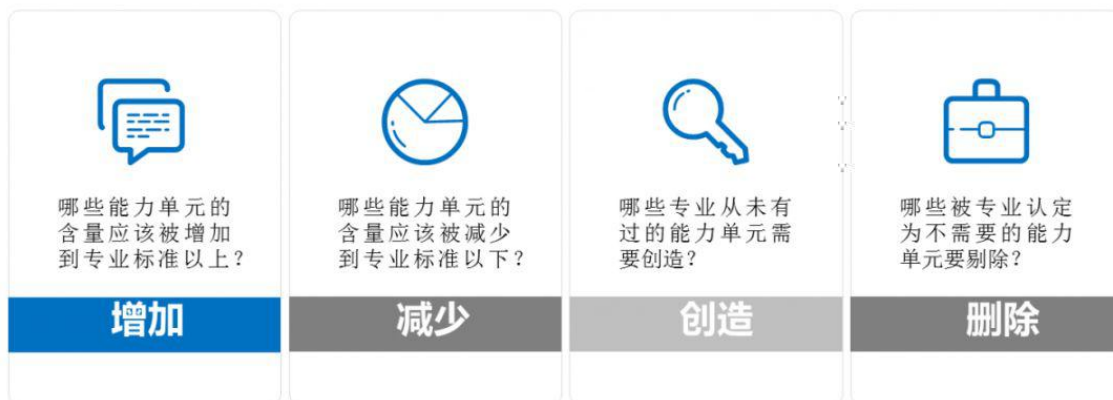 哪些能力单元的
含量应该被增加
到专业标准以上？
增加
哪些能力单元的
含量应该被减少
到专业标准以下？
减少
哪些专业从未有
过的能力单元需
要创造？
创造
哪些被专业认定
为不需要的能力
单元要剔除？
删除